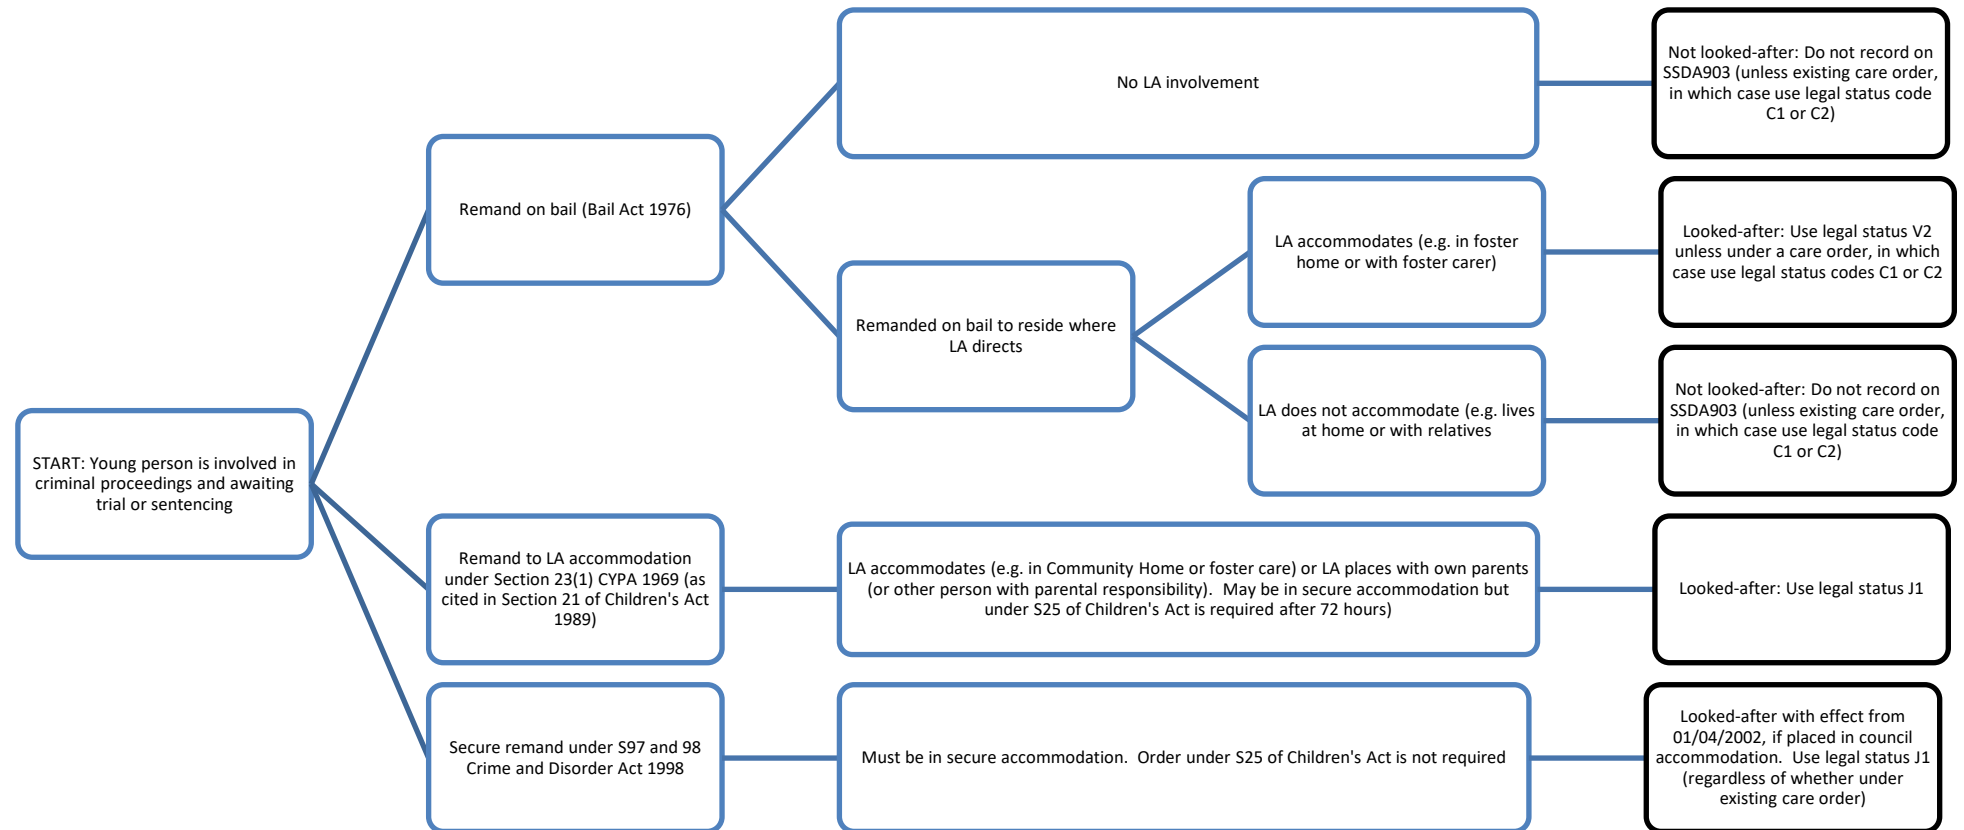 START: Young person is involved in
criminal proceedings and awaiting
trial or sentencing
Remand on bail (Bail Act 1976)
No LA involvement
Not looked-after: Do not record on
SSDA903 (unless existing care order,
in which case use legal status code
C1 or C2)
Remanded on bail to reside where
LA directs
LA accommodates (e.g. in foster
home or with foster carer)
Looked-after: Use legal status V2
unless under a care order, in which
case use legal status codes C1 or C2
LA does not accommodate (e.g. lives
at home or with relatives
Not looked-after: Do not record on
SSDA903 (unless existing care order,
in which case use legal status code
C1 or C2)
Remand to LA accommodation
under Section 23(1) CYPA 1969 (as
cited in Section 21 of Children's Act
1989)
LA accommodates (e.g. in Community Home or foster care) or LA places with own parents
(or other person with parental responsibility).  May be in secure accommodation but
under S25 of Children's Act is required after 72 hours)
Looked-after: Use legal status J1
Secure remand under S97 and 98
Crime and Disorder Act 1998
Must be in secure accommodation.  Order under S25 of Children's Act is not required
Looked-after with effect from
01/04/2002, if placed in council
accommodation.  Use legal status J1
(regardless of whether under
existing care order)